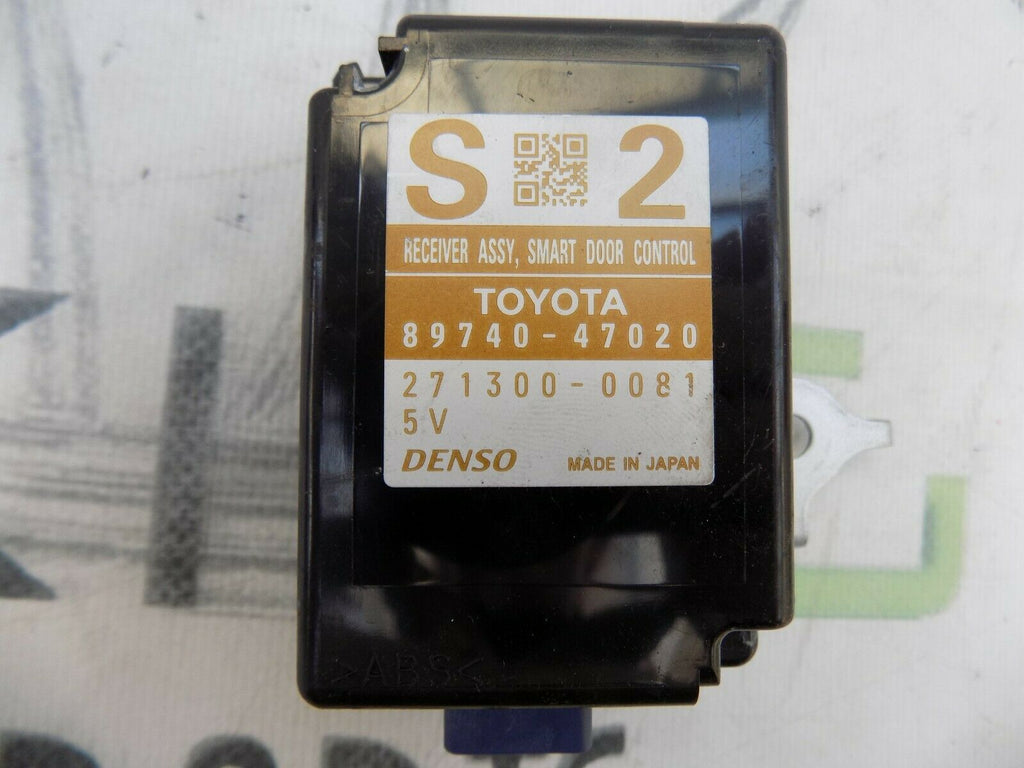 S 2
RECEIVER ASSY, SMART DOOR CONTROL
TOYOTA
89740-47020
271300-0081
5V
DENSO MADE IN JAPAN
>ABS<